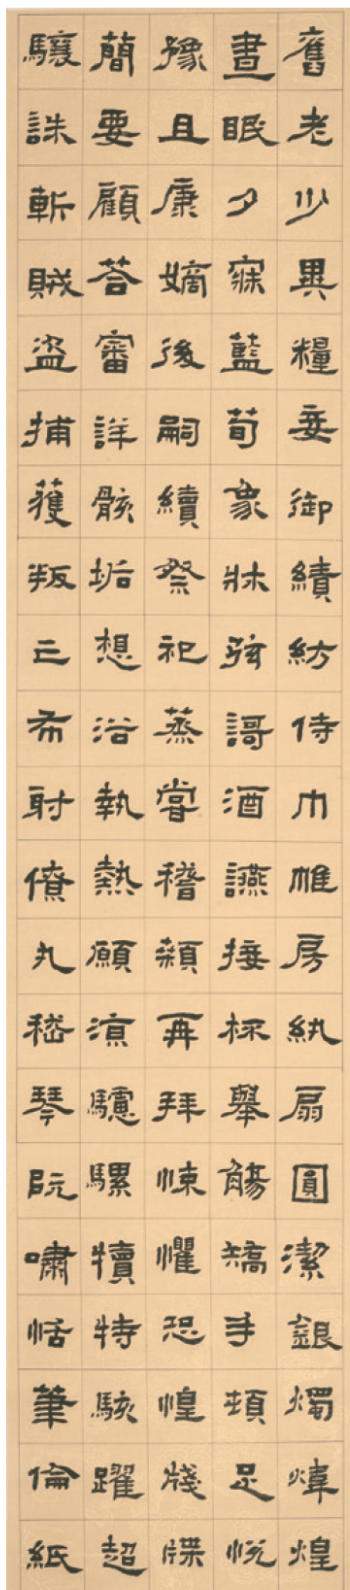 舊老少異糧妾御績紡侍巾帷房紈扇圓潔銀燭煒煌
晝眠夕寐藍荀象牀弦謌酒讌接杯舉觴矯手頓足悅
豫且康嫡後嗣續祭祀蒸嘗稽顙再拜悚懼恐惶牋牒
簡要顧荅審詳骸垢想浴執熱願涼驢騾犢特駭躍超
驤誅斬賊盜捕獲叛亡布射僚丸嵇琴阮嘯恬筆倫紙